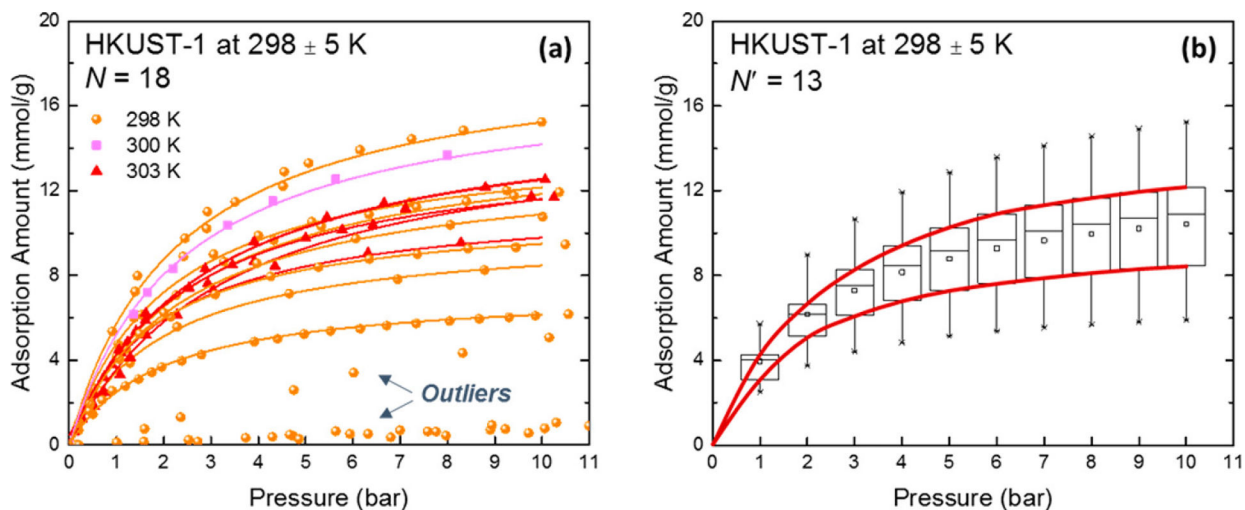 HKUST-1 at 298 ± 5 K
(a)
N = 18
298 K
300 K
303 K
Outliers
Adsorption Amount (mmol/g)
20
16
12
8
4
0
0 1 2 3 4 5 6 7 8 9 10 11
Pressure (bar)
HKUST-1 at 298 ± 5 K
(b)
N' = 13
Adsorption Amount (mmol/g)
20
16
12
8
4
0
0 1 2 3 4 5 6 7 8 9 10 11
Pressure (bar)